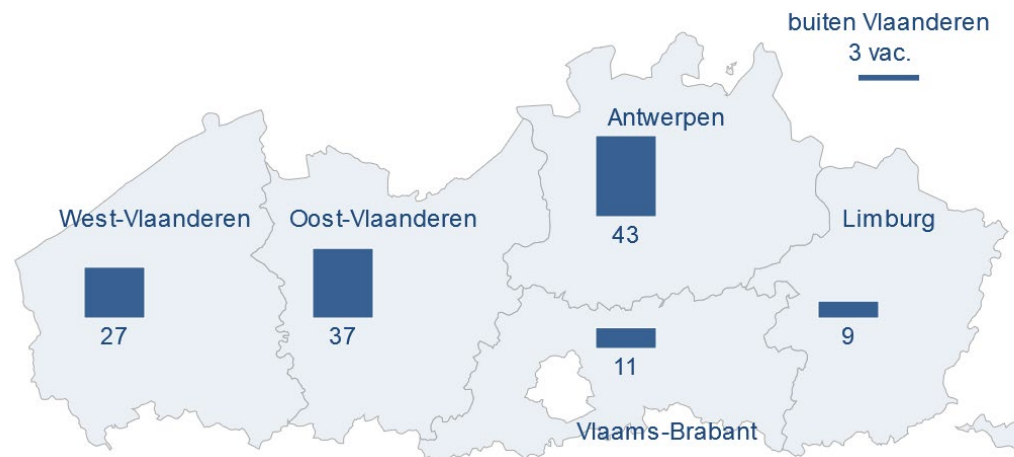 buiten Vlaanderen
3 vac.
Antwerpen
43
West-Vlaanderen
27
Oost-Vlaanderen
37
Limburg
9
11
Vlaams-Brabant